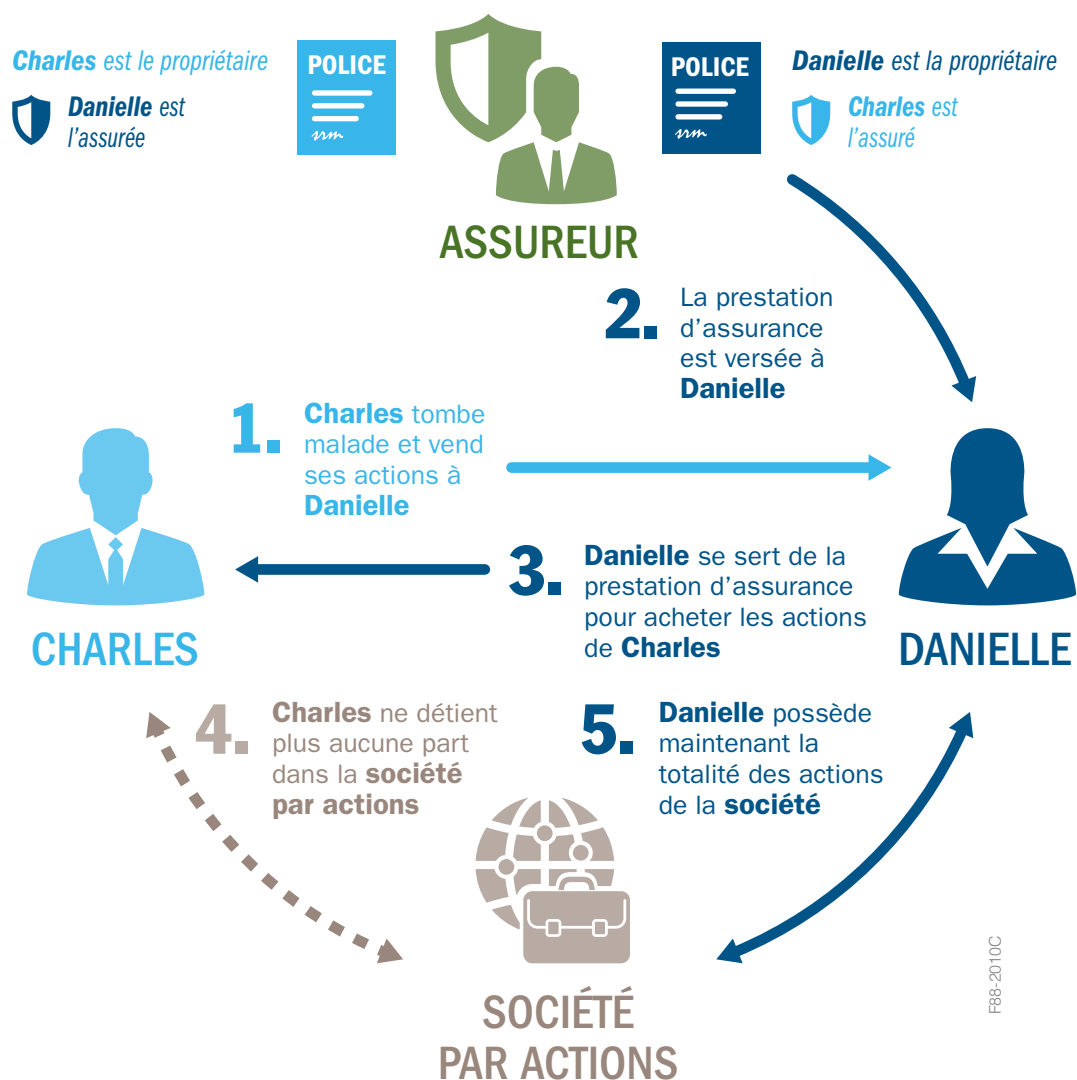 Charles est le propriétaire
Danielle est
l'assurée
POLICE
POLICE
Danielle est la propriétaire
Charles est
l'assuré
ASSUREUR
2. La prestation
d'assurance
est versée à
Danielle
1. Charles tombe
malade et vend
ses actions à
Danielle
3. Danielle se sert de la
prestation d'assurance
pour acheter les actions
de Charles
CHARLES
DANIELLE
4. Charles ne détient
plus aucune part
dans la société
par actions
5. Danielle possède
maintenant la
totalité des actions
de la société
SOCIÉTÉ
PAR ACTIONS
F88-2010C